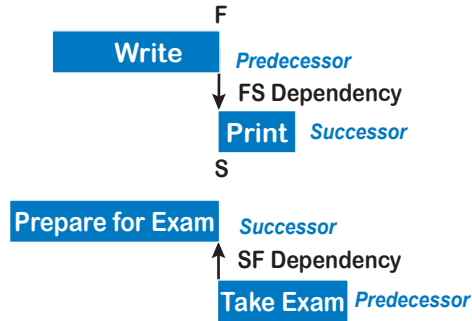 F
Write
Predecessor
FS Dependency
Print Successor
S
Prepare for Exam Successor
SF Dependency
Take Exam Predecessor